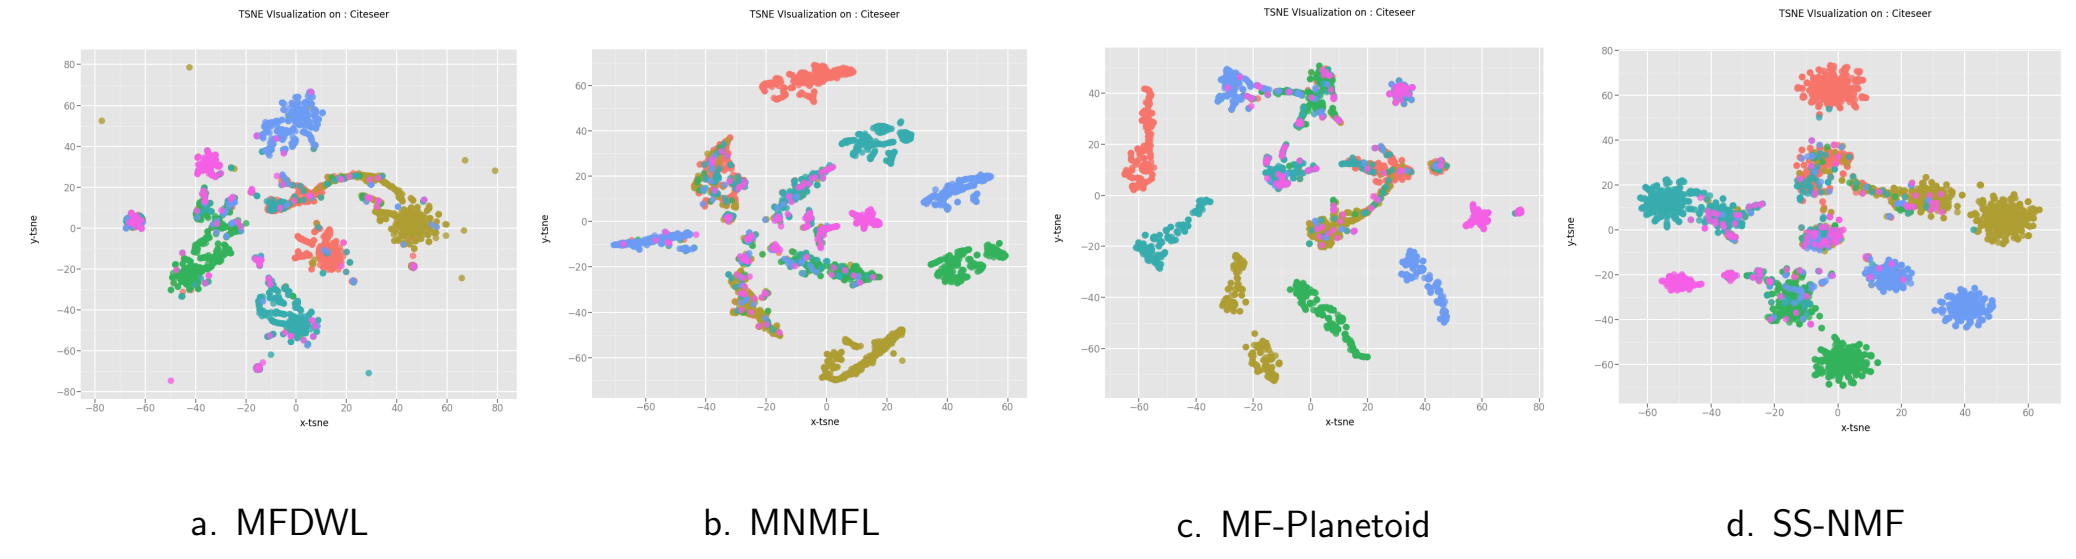 TSNE VIsualization on : Citeseer
80
60
40
20
0
−20
−40
−60
−80
−80 −60 −40 −20 0 20 40 60 80
y-tsne
x-tsne
a. MFDWL
TSNE VIsualization on : Citeseer
60
40
20
0
−20
−40
−60
−60 −40 −20 0 20 40 60
y-tsne
x-tsne
b. MNMFL
TSNE VIsualization on : Citeseer
40
20
0
−20
−40
−60
−60 −40 −20 0 20 40 60 80
y-tsne
x-tsne
c. MF-Planetoid
TSNE VIsualization on : Citeseer
80
60
40
20
0
−20
−40
−60
−60 −40 −20 0 20 40 60
y-tsne
x-tsne
d. SS-NMF